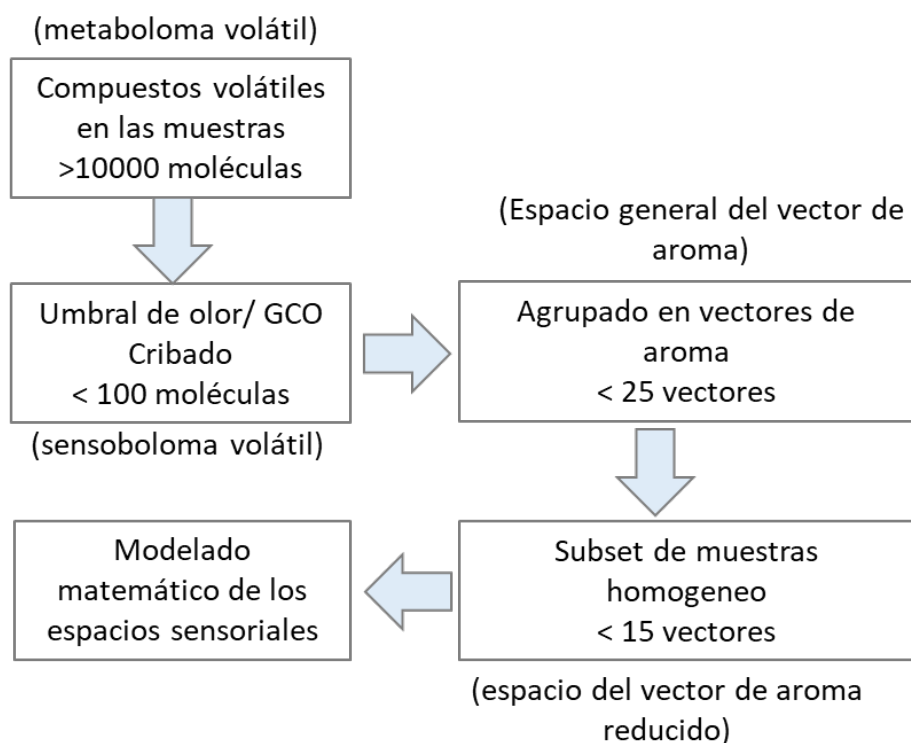 (metaboloma volátil)
Compuestos volátiles
en las muestras
>10000 moléculas
Umbral de olor/ GCO
Cribado
< 100 moléculas
(sensoboloma volátil)
(Espacio general del vector de
aroma)
Agrupado en vectores de
aroma
< 25 vectores
Subset de muestras
homogeneo
< 15 vectores
(espacio del vector de aroma
reducido)
Modelado
matemático de los
espacios sensoriales